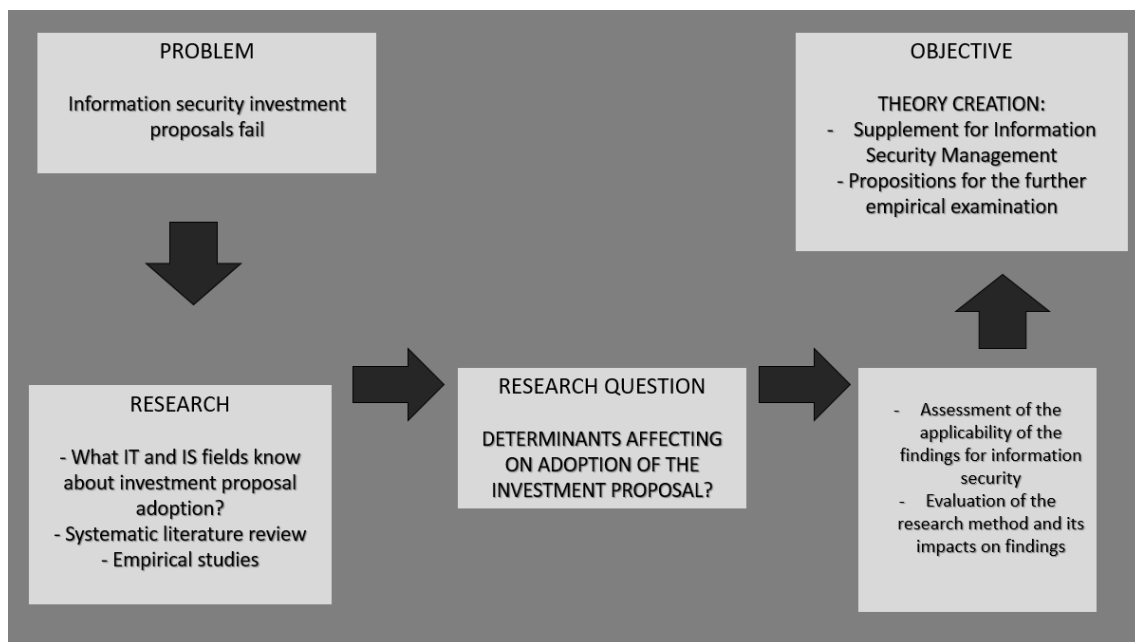 PROBLEM
Information security investment
proposals fail
RESEARCH
- What IT and IS fields know
about investment proposal
adoption?
- Systematic literature review
- Empirical studies
RESEARCH QUESTION
DETERMINANTS AFFECTING
ON ADOPTION OF THE
INVESTMENT PROPOSAL?
- Assessment of the
applicability of the
findings for information
security
- Evaluation of the
research method and its
impacts on findings
OBJECTIVE
THEORY CREATION:
- Supplement for Information
Security Management
- Propositions for the further
empirical examination